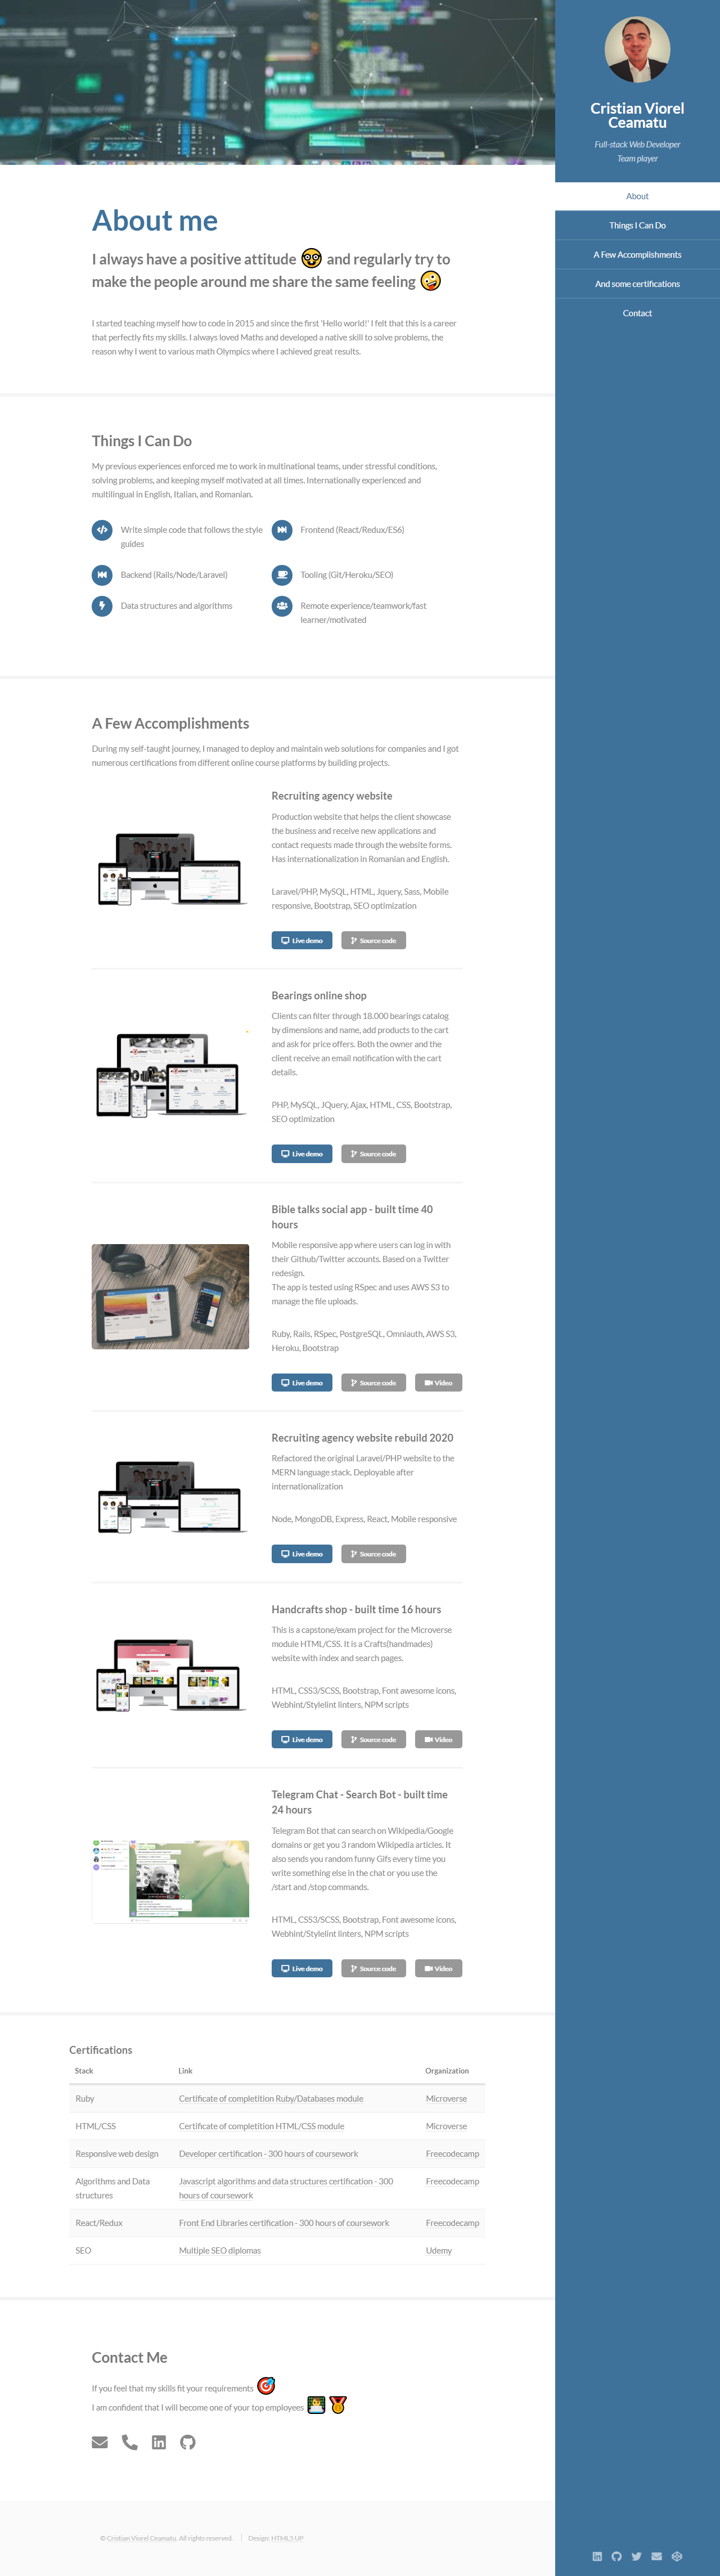 About me
I always have a positive attitude and regularly try to
make the people around me share the same feeling
I started teaching myself how to code in 2015 and since the first 'Hello world!' I felt that this is a career
that perfectly fits my skills. I always loved Maths and developed a native skill to solve problems, the
reason why I went to various math Olympics where I achieved great results.
Things I Can Do
My previous experiences enforced me to work in multinational teams, under stressful conditions,
solving problems, and keeping myself motivated at all times. Internationally experienced and
multilingual in English, Italian, and Romanian.
Write simple code that follows the style
guides
Frontend (React/Redux/ES6)
Backend (Rails/Node/Laravel)
Tooling (Git/Heroku/SEO)
Data structures and algorithms
Remote experience/teamwork/fast
learner/motivated
A Few Accomplishments
During my self-taught journey, I managed to deploy and maintain web solutions for companies and I got
numerous certifications from different online course platforms by building projects.
Recruiting agency website
Production website that helps the client showcase
the business and receive new applications and
contact requests made through the website forms.
Has internationalization in Romanian and English.
Laravel/PHP, MySQL, HTML, Jquery, Sass, Mobile
responsive, Bootstrap, SEO optimization
Live demo
Source code
Bearings online shop
Clients can filter through 18.000 bearings catalog
by dimensions and name, add products to the cart
and ask for price offers. Both the owner and the
client receive an email notification with the cart
details.
PHP, MySQL, JQuery, Ajax, HTML, CSS, Bootstrap,
SEO optimization
Live demo
Source code
Bible talks social app - built time 40
hours
Mobile responsive app where users can log in with
their Github/Twitter accounts. Based on a Twitter
redesign.
The app is tested using RSpec and uses AWS S3 to
manage the file uploads.
Ruby, Rails, RSpec, PostgreSQL, Omniauth, AWS S3,
Heroku, Bootstrap
Live demo
Source code
Video
Recruiting agency website rebuild 2020
Refactored the original Laravel/PHP website to the
MERN language stack. Deployable after
internationalization
Node, MongoDB, Express, React, Mobile responsive
Live demo
Source code
Handcrafts shop - built time 16 hours
This is a capstone/exam project for the Microverse
module HTML/CSS. It is a Crafts(handmades)
website with index and search pages.
HTML, CSS3/SCSS, Bootstrap, Font awesome icons,
Webhint/Stylelint linters, NPM scripts
Live demo
Source code
Video
Telegram Chat - Search Bot - built time
24 hours
Telegram Bot that can search on Wikipedia/Google
domains or get you 3 random Wikipedia articles. It
also sends you random funny Gifs every time you
write something else in the chat or you use the
/start and /stop commands.
HTML, CSS3/SCSS, Bootstrap, Font awesome icons,
Webhint/Stylelint linters, NPM scripts
Live demo
Source code
Video
Certifications
Stack Link Organization
Ruby Certificate of completition Ruby/Databases module Microverse
HTML/CSS Certificate of completition HTML/CSS module Microverse
Responsive web design Developer certification - 300 hours of coursework Freecodecamp
Algorithms and Data
structures
Javascript algorithms and data structures certification - 300
hours of coursework
Freecodecamp
React/Redux Front End Libraries certification - 300 hours of coursework Freecodecamp
SEO Multiple SEO diplomas Udemy
Contact Me
If you feel that my skills fit your requirements
I am confident that I will become one of your top employees
© Cristian Viorel Ceamatu. All rights reserved.
Design: HTML5 UP
Cristian Viorel
Ceamatu
Full-stack Web Developer
Team player
About
Things I Can Do
A Few Accomplishments
And some certifications
Contact